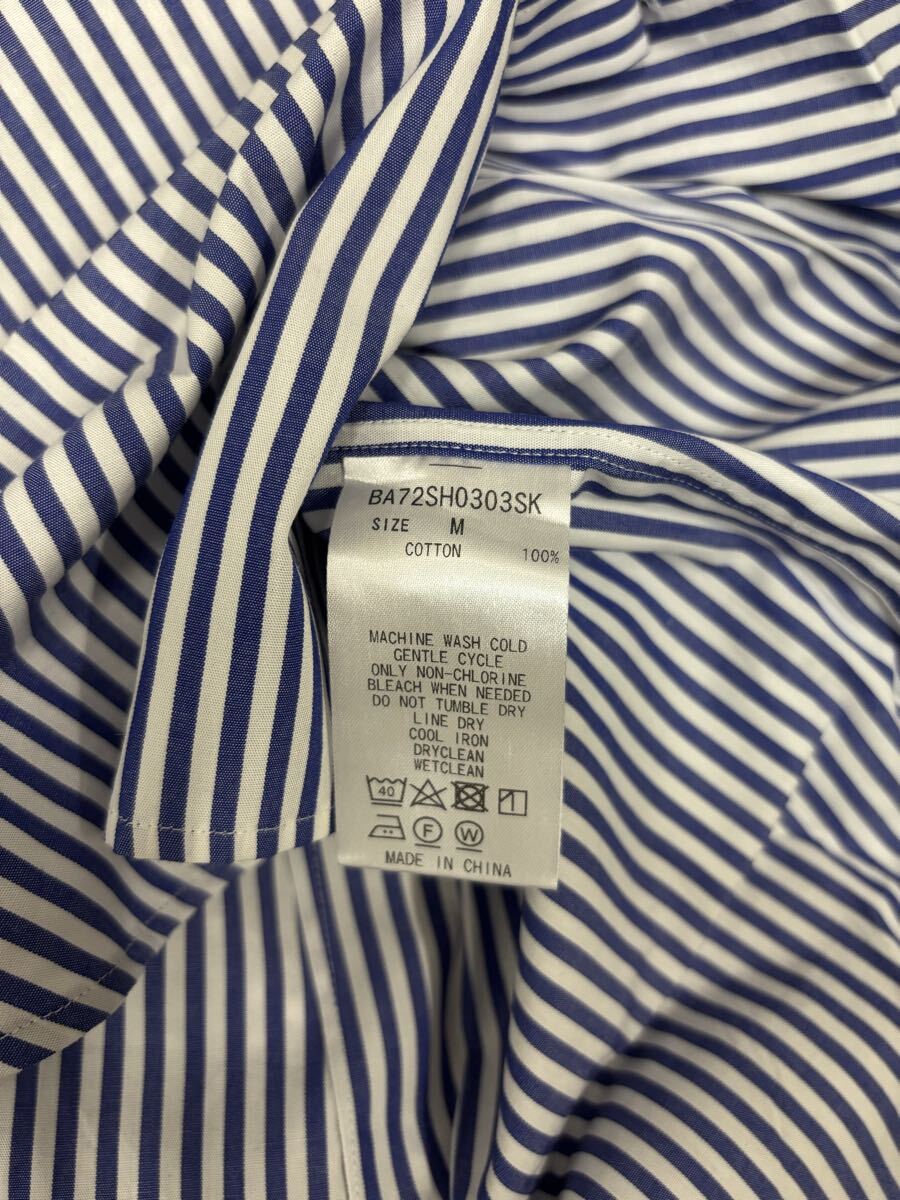 BA72SH0303SK
SIZE M
COTTON 100%
MACHINE WASH COLD
GENTLE CYCLE
ONLY NON-CHLORINE
BLEACH WHEN NEEDED
DO NOT TUMBLE DRY
LINE DRY
COOL IRON
DRYCLEAN
WETCLEAN
40
F W
MADE IN CHINA